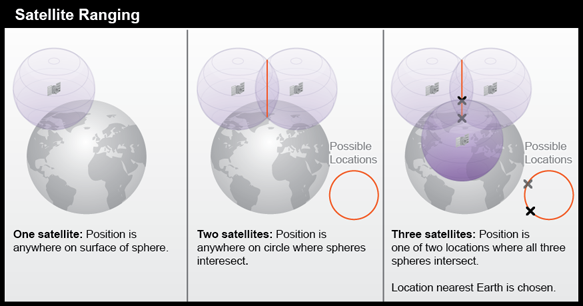 Satellite Ranging
One satellite: Position is
anywhere on surface of sphere.
Possible
Locations
Two satellites: Position is
anywhere on circle where spheres
interesect.
Possible
Locations
Three satellites: Position is
one of two locations where all three
spheres intersect.
Location nearest Earth is chosen.